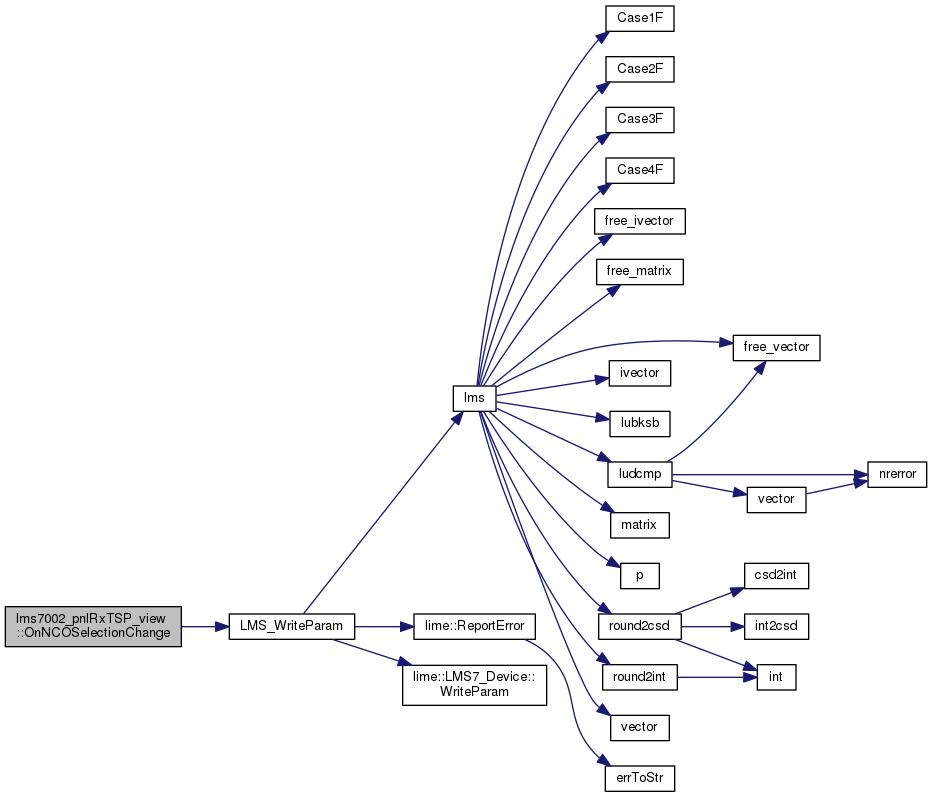 Case1F
Case2F
Case3F
Case4F
free_ivector
free_matrix
free_vector
ivector
lms
lubksb
ludcmp
nrerror
vector
matrix
csd2int
p
lms7002_pnlRxTSP_view
::OnNCOSelectionChange
LMS_WriteParam
lime::ReportError
round2csd
int2csd
lime::LMS7_Device::
WriteParam
round2int
int
vector
errToStr